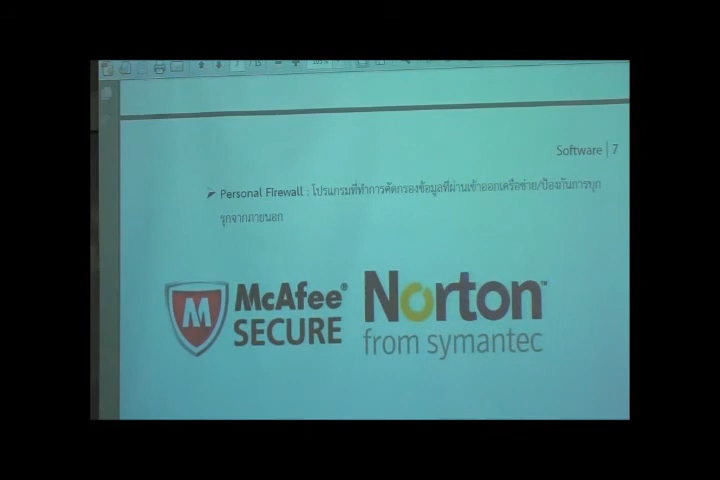 Software | 7
➤ Personal Firewall : โปรแกรมที่ทำการคัดกรองข้อมูลที่ผ่านเข้าออกเครือข่าย/ป้องกันการบุก
รุกจากภายนอก
McAfee® Norton™
SECURE from symantec
M